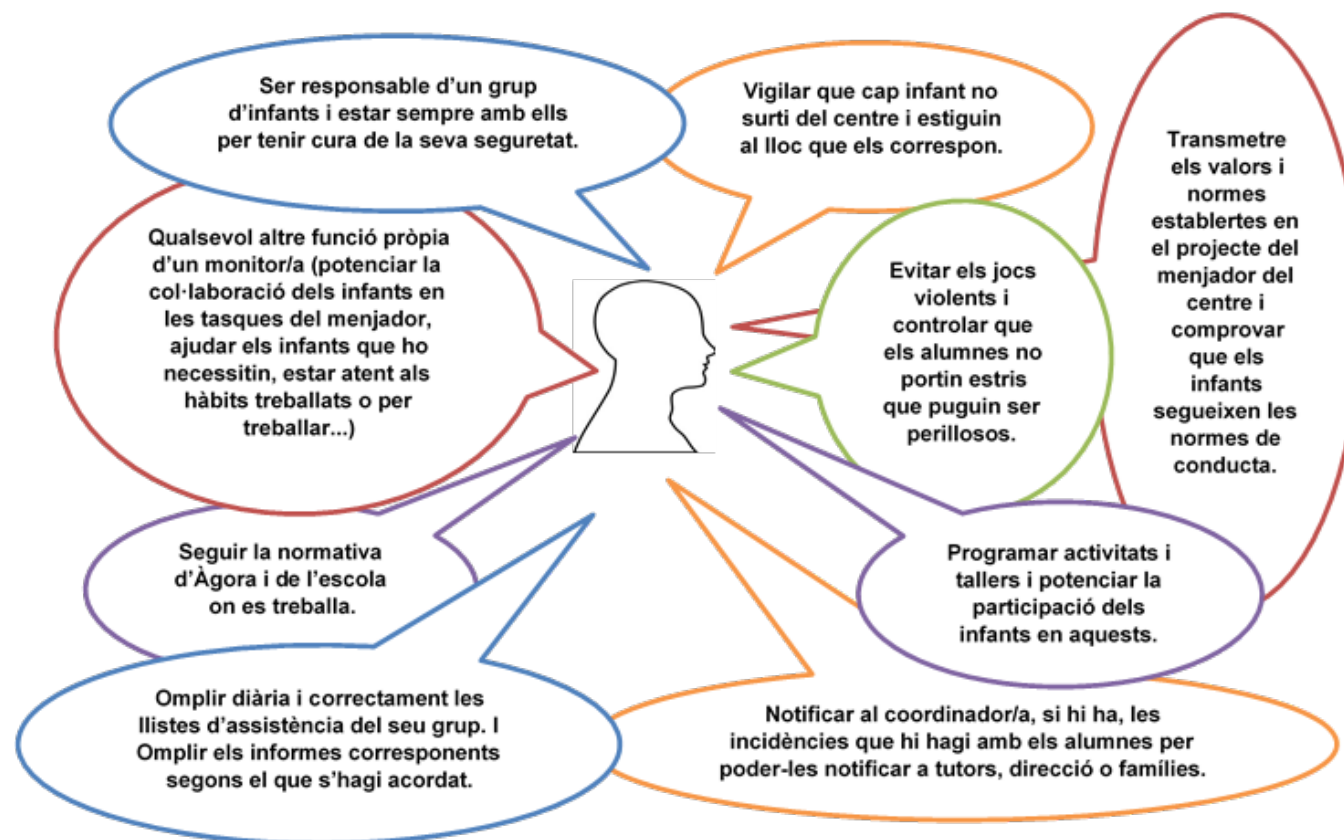 Ser responsable d'un grup
d'infants i estar sempre amb ells
per tenir cura de la seva seguretat.
Vigilar que cap infant no
surti del centre i estiguin
al lloc que els correspon.
Transmetre
els valors i
normes
establertes en
el projecte del
menjador del
centre i
comprovar
que els
infants
segueixen les
normes de
conducta.
Qualsevol altre funció pròpia
d'un monitor/a (potenciar la
col·laboració dels infants en
les tasques del menjador,
ajudar els infants que ho
necessitin, estar atent als
hàbits treballats o per
treballar...)
Evitar els jocs
violents i
controlar que
els alumnes no
portin estris
que puguin ser
perillosos.
Seguir la normativa
d'Àgora i de l'escola
on es treballa.
Programar activitats i
tallers i potenciar la
participació dels
infants en aquests.
Omplir diària i correctament les
llistes d'assistència del seu grup. I
Omplir els informes corresponents
segons el que s'hagi acordat.
Notificar al coordinador/a, si hi ha, les
incidències que hi hagi amb els alumnes per
poder-les notificar a tutors, direcció o famílies.